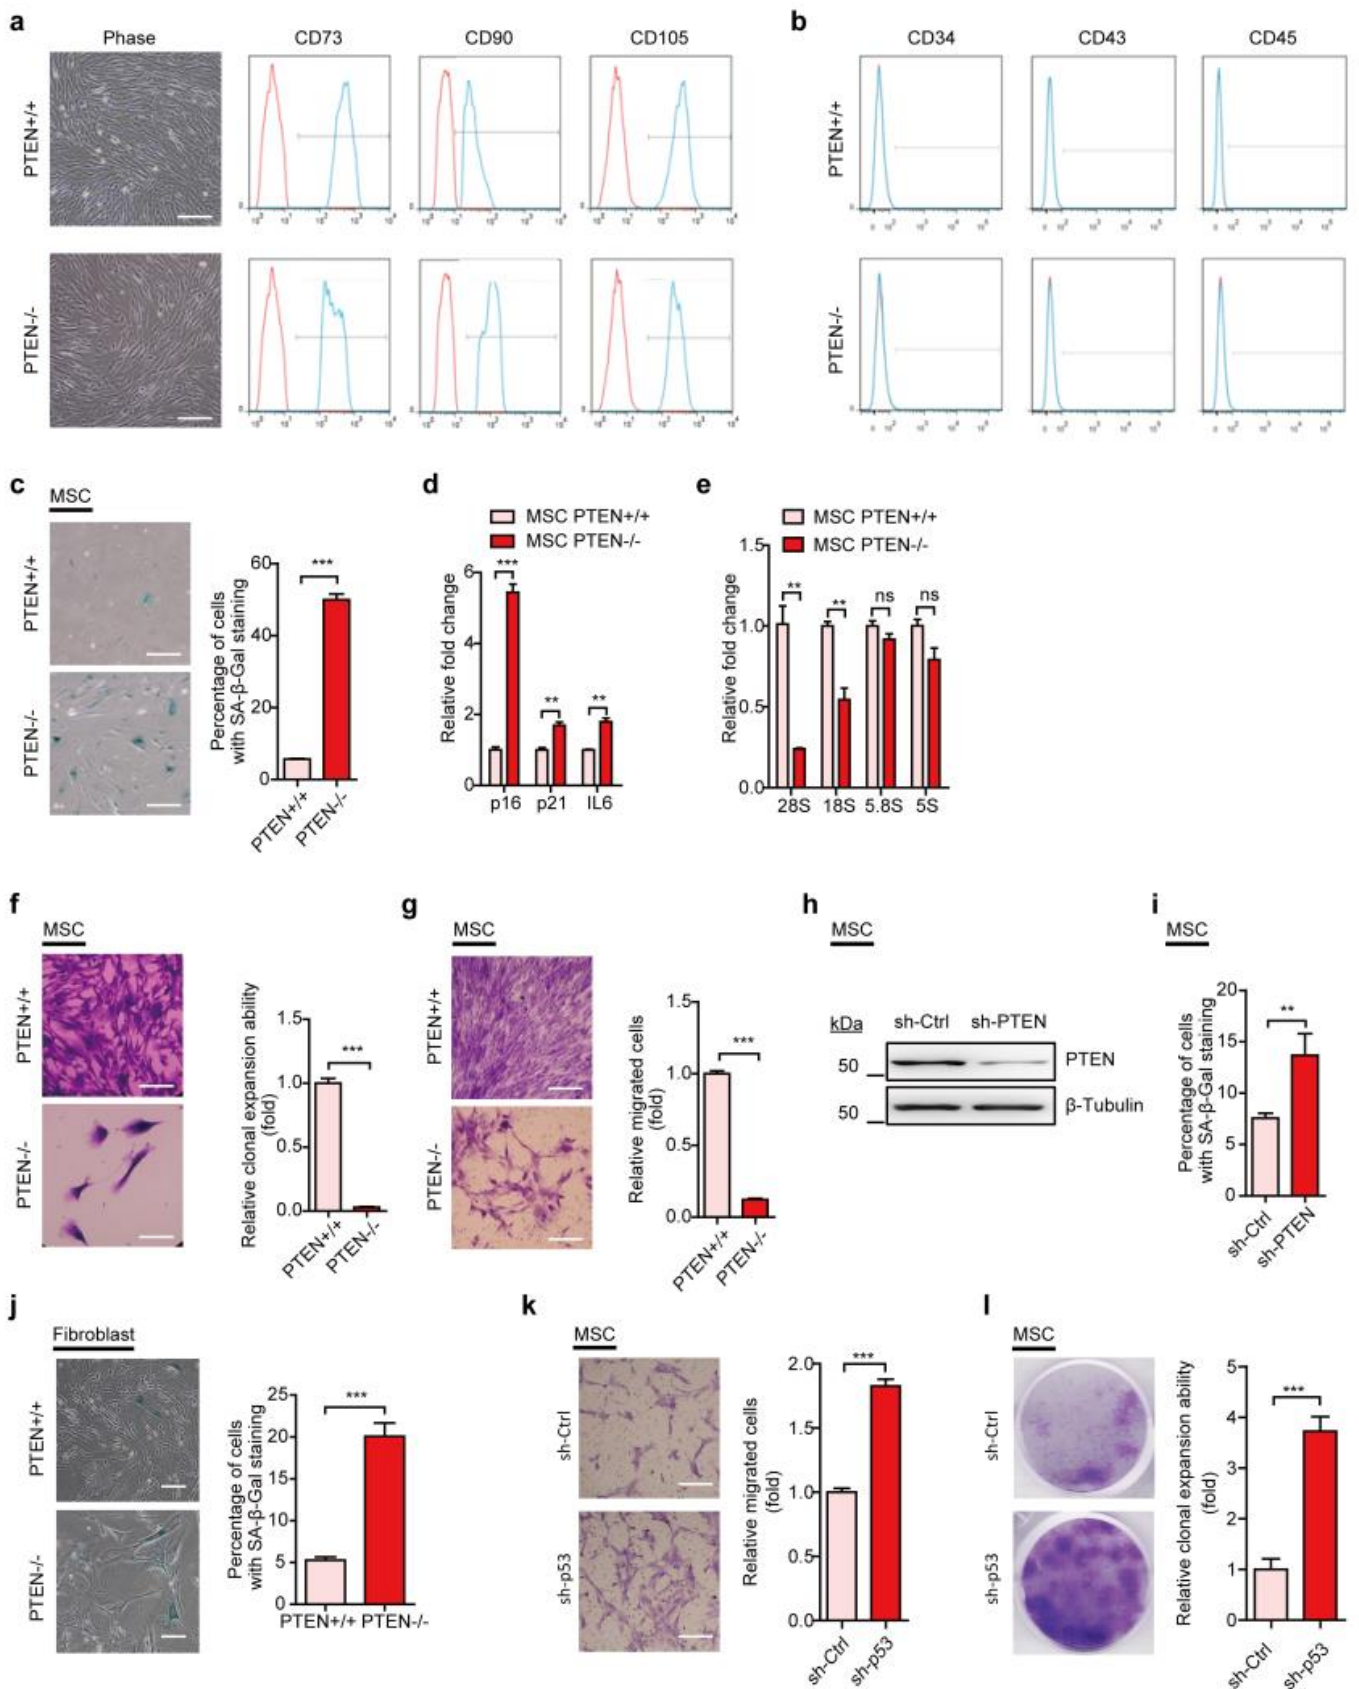 a
Phase
CD73
CD90
CD105
PTEN+/+
PTEN-/-
b
CD34
CD43
CD45
PTEN+/+
PTEN-/-
c
MSC
PTEN+/+
PTEN-/-
Percentage of cells
with SA-β-Gal staining
60
40
20
0
***
PTEN+/+
PTEN-/-
d
MSC PTEN+/+
MSC PTEN-/-
Relative fold change
6
4
2
0
***
**
**
p16
p21
IL6
e
MSC PTEN+/+
MSC PTEN-/-
Relative fold change
1.5
1.0
0.5
0.0
**
**
ns
ns
28S
18S
5.8S
5S
f
MSC
PTEN+/+
PTEN-/-
Relative clonal expansion ability
(fold)
1.5
1.0
0.5
0.0
***
PTEN+/+
PTEN-/-
g
MSC
PTEN+/+
PTEN-/-
Relative migrated cells
(fold)
1.5
1.0
0.5
0.0
***
PTEN+/+
PTEN-/-
h
MSC
kDa
sh-Ctrl
sh-PTEN
50
PTEN
50
β-Tubulin
i
MSC
Percentage of cells
with SA-β-Gal staining
20
15
10
5
0
**
sh-Ctrl
sh-PTEN
j
Fibroblast
PTEN+/+
PTEN-/-
Percentage of cells
with SA-β-Gal staining
25
20
15
10
5
0
***
PTEN+/+ PTEN-/-
k
MSC
sh-Ctrl
sh-p53
Relative migrated cells
(fold)
2.0
1.5
1.0
0.5
0.0
***
sh-Ctrl
sh-p53
l
MSC
sh-Ctrl
sh-p53
Relative clonal expansion ability
(fold)
5
4
3
2
1
0
***
sh-Ctrl
sh-p53